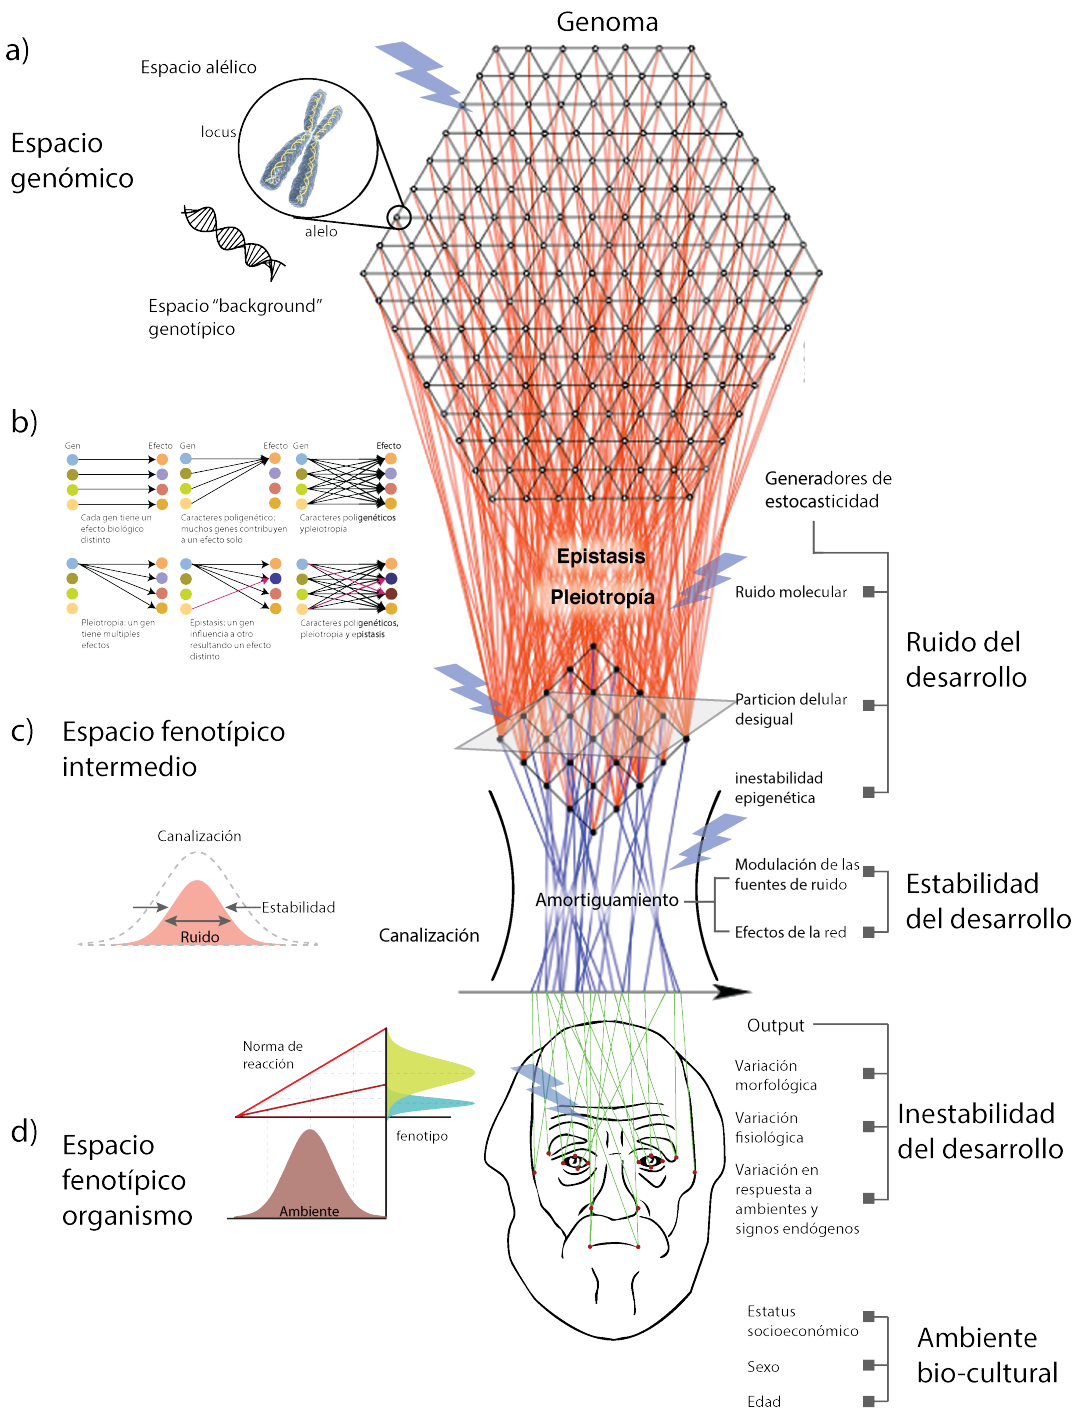 Genoma
a)
Espacio alélico
locus
Espacio
genómico
alelo
Espacio “background”
genotípico
b)
Gen
Efecto
Gen
Efecto
Gen
Efecto
Cada gen tiene un
efecto biológico
distinto
Caracteres poligenético:
muchos genes contribuyen
a un efecto solo
Caracteres poligenéticos
ypleiotropia
Pleiotropia: un gen
tiene multiples
efectos
Epistasis: un gen
influencia a otro
resultando un efecto
distinto
Caracteres poligenéticos,
pleiotropia y epistasis
Epistasis
Pleiotropía
Generadores de
estocasticidad
Ruido molecular
Ruido del
desarrollo
Particion delular
desigual
inestabilidad
epigenética
c)
Espacio fenotípico
intermedio
Canalización
Estabilidad
Ruido
Canalización
Amortiguamiento
Modulación de las
fuentes de ruido
Efectos de la red
Estabilidad
del desarrollo
d)
Espacio
fenotípico
organismo
Norma de
reacción
fenotipo
Ambiente
Output
Variación
morfológica
Variación
fisiológica
Variación en
respuesta a
ambientes y
signos endógenos
Inestabilidad
del desarrollo
Estatus
socioeconómico
Sexo
Edad
Ambiente
bio-cultural